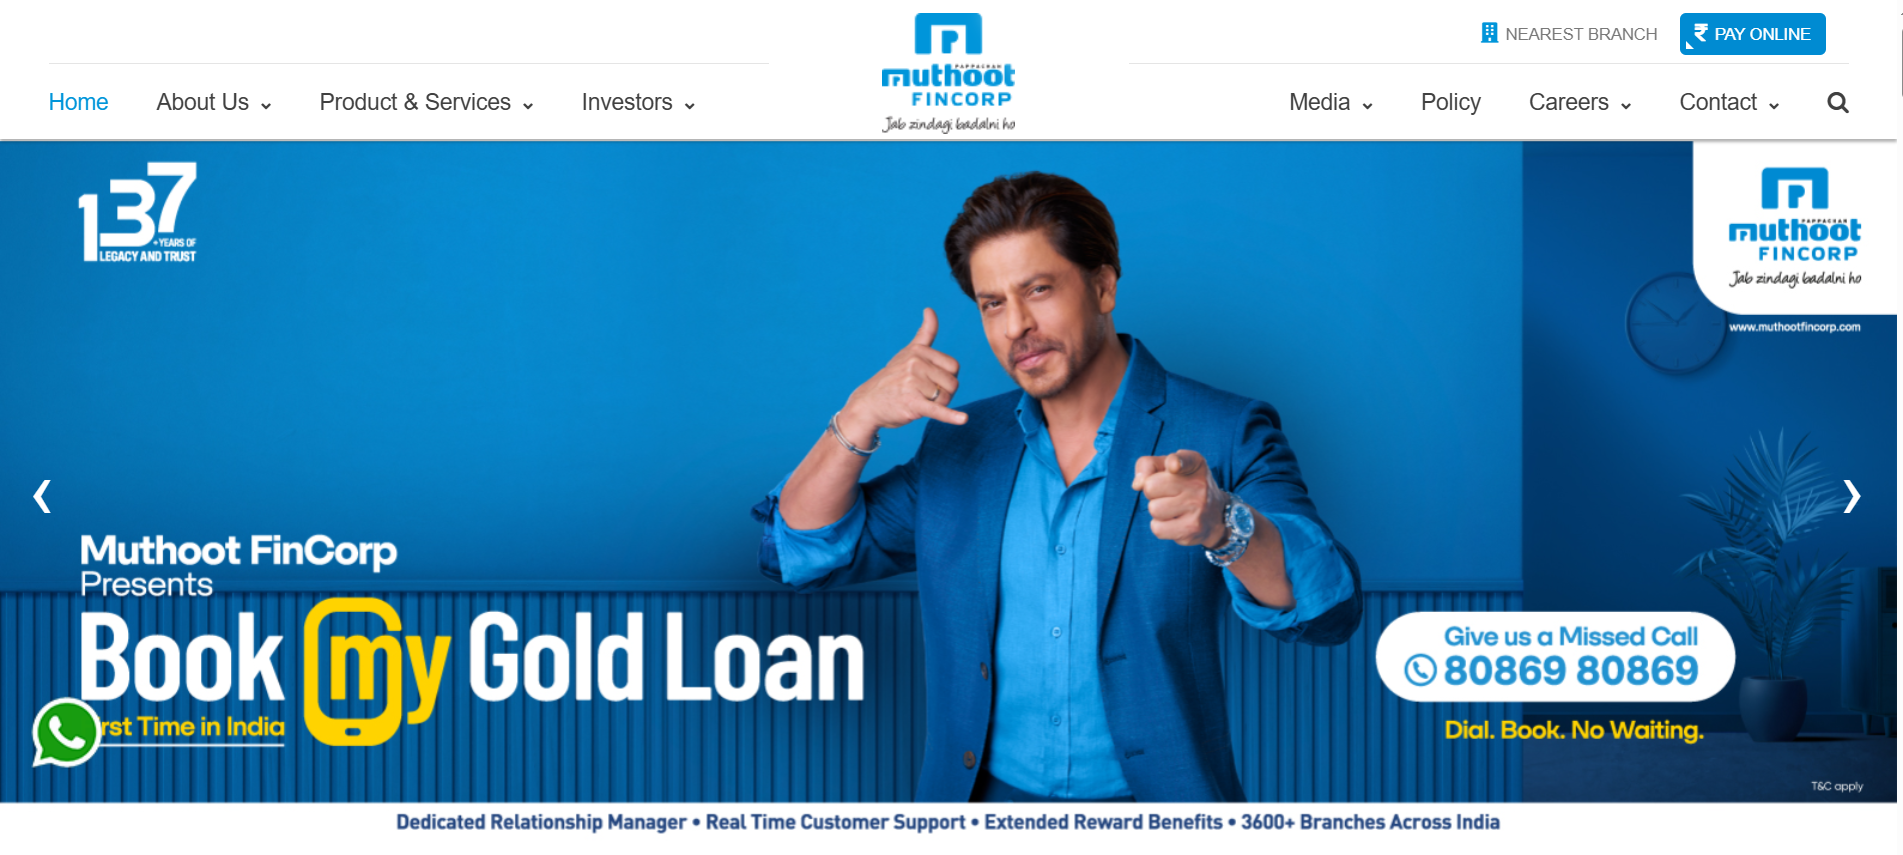 NEAREST BRANCH
PAY ONLINE
Home
About Us
Product & Services
Investors
PAPPACHAN
muthoot
FINCORP
Jab zindagi badalni ho
Media
Policy
Careers
Contact
137
+YEARS OF
LEGACY AND TRUST
PAPPACHAN
muthoot
FINCORP
Jab zindagi badalni ho
www.muthootfincorp.com
Muthoot FinCorp
Presents
Book my Gold Loan
rst Time in India
Give us a Missed Call
80869 80869
Dial. Book. No Waiting.
T&C apply
Dedicated Relationship Manager • Real Time Customer Support • Extended Reward Benefits • 3600+ Branches Across India